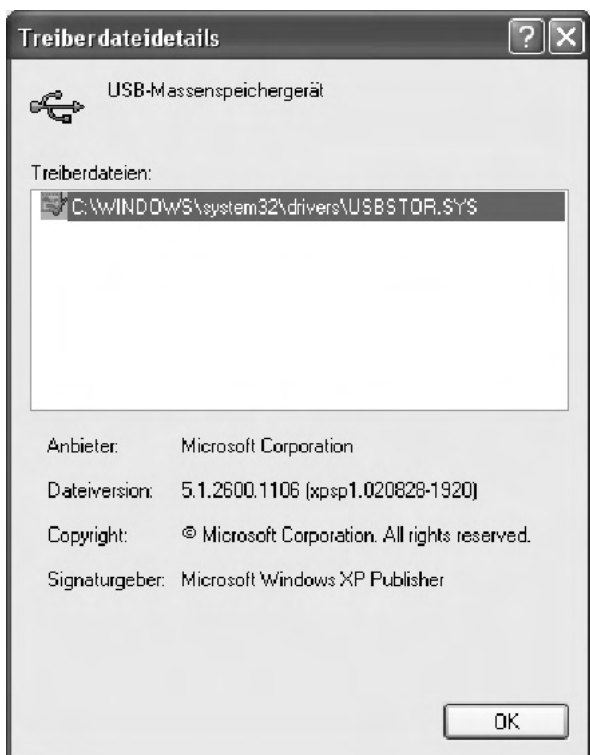 Treiberdateidetails
USB-Massenspeichergerät
Treiberdateien:
C:\WINDOWS\system32\drivers\USBSTOR.SYS
Anbieter: Microsoft Corporation
Dateiversion: 5.1.2600.1106 (xpsp1.020828-1920)
Copyright: © Microsoft Corporation. All rights reserved.
Signaturgeber: Microsoft Windows XP Publisher
OK